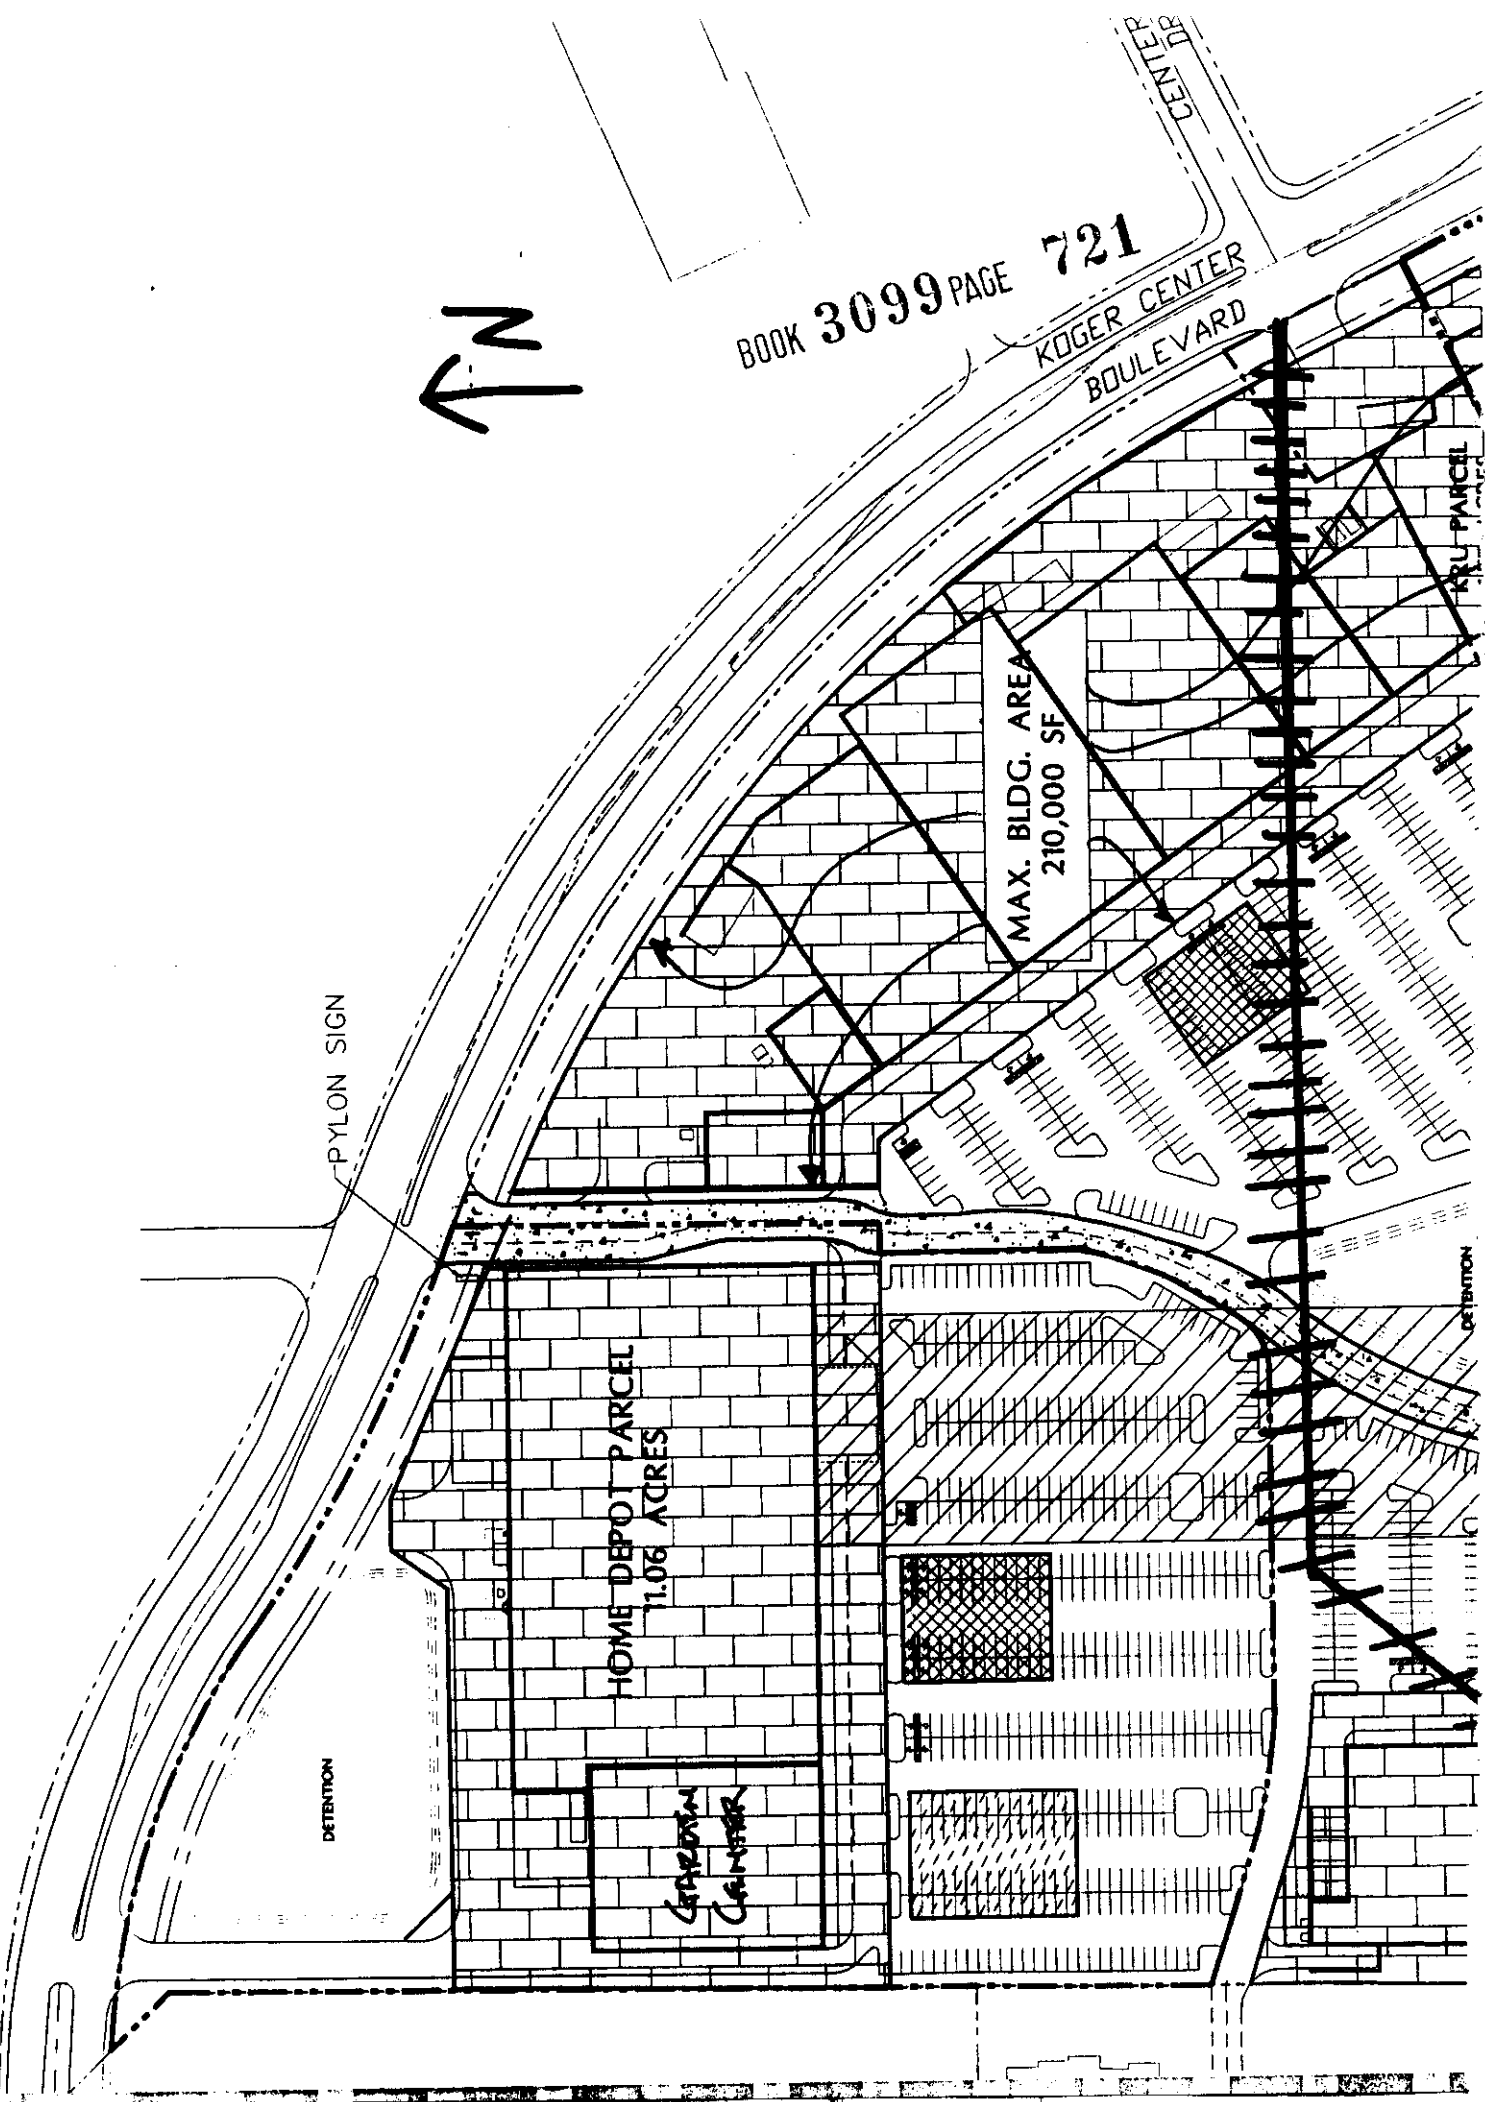 CENTER
DR
BOOK 3099 PAGE 721
KOGER CENTER
BOULEVARD
N
PYLON SIGN
MAX. BLDG. AREA
210,000 SF
KRU PARCEL
HOME DEPOT PARCEL
11.06 ACRES
GARDEN
CENTER
DETENTION
DETENTION